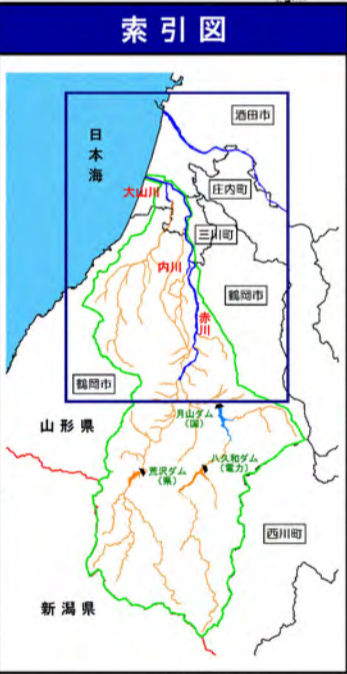 索引図
酒田市
日本海
庄内町
大山川
三川町
内川
鶴岡市
赤川
鶴岡市
月山ダム
(国)
山形県
八久和ダム
(電力)
荒沢ダム
(県)
西川町
新潟県